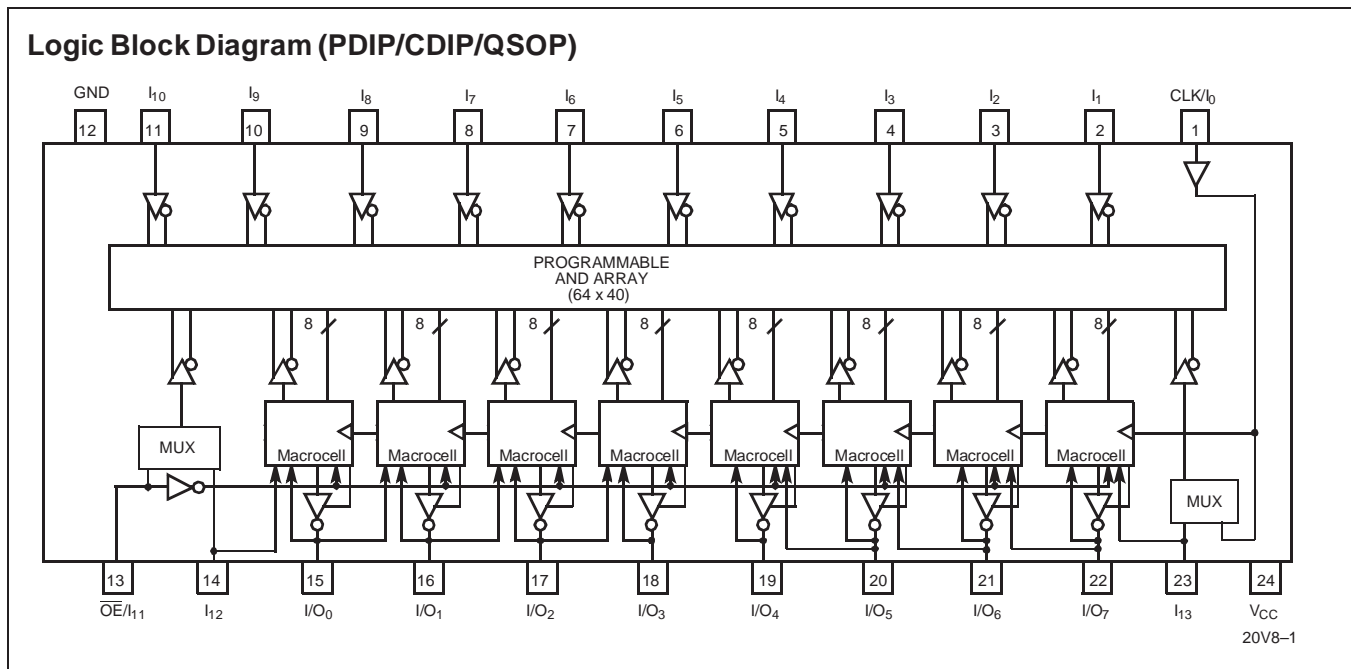 Logic Block Diagram (PDIP/CDIP/QSOP)
GND I10 I9 I8 I7 I6 I5 I4 I3 I2 I1 CLK/I0
12 11 10 9 8 7 6 5 4 3 2 1
PROGRAMMABLE
AND ARRAY
(64 x 40)
8 8 8 8 8 8 8 8
MUX Macrocell Macrocell Macrocell Macrocell Macrocell Macrocell Macrocell Macrocell
MUX
13 14 15 16 17 18 19 20 21 22 23 24
O̅E̅/I11 I12 I/O0 I/O1 I/O2 I/O3 I/O4 I/O5 I/O6 I/O7 I13 VCC
20V8–1